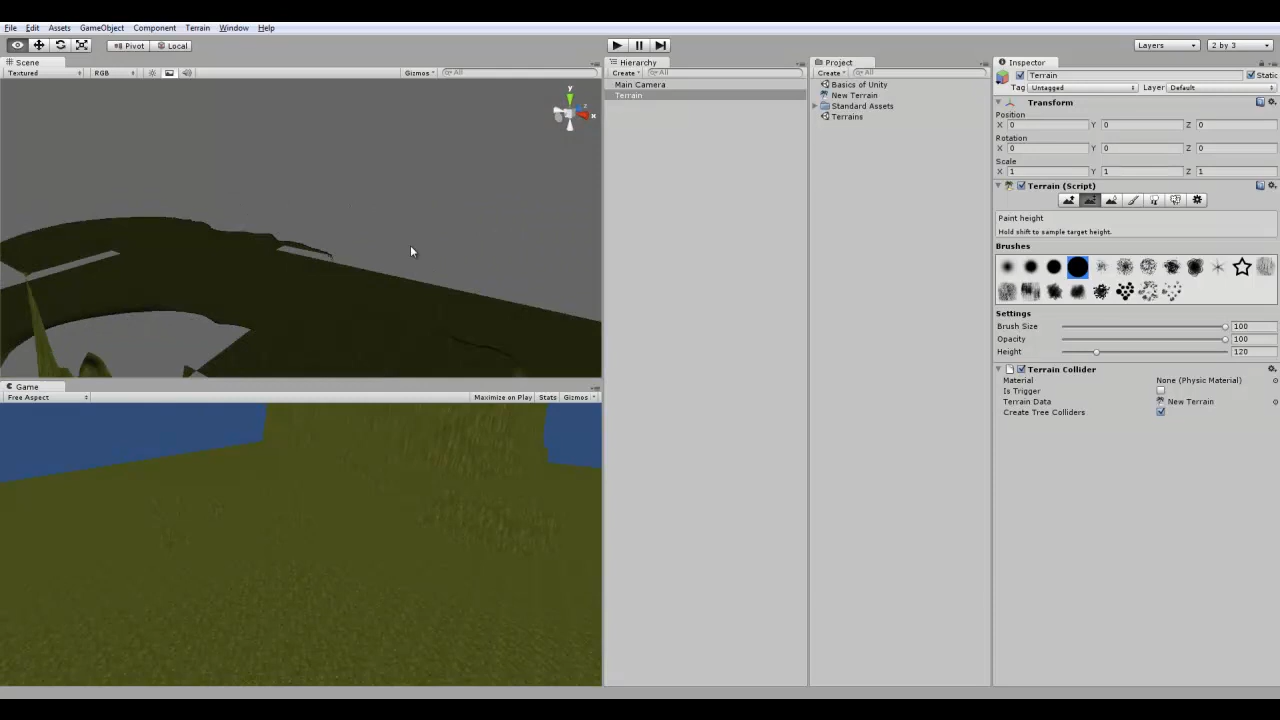 File Edit Assets GameObject Component Terrain Window Help
Pivot Local Layers 2 by 3
Scene
Textured RGB Gizmos All
y
z
x
Game
Free Aspect Maximize on Play Stats Gizmos
Hierarchy
Create All
Main Camera
Terrain
Project
Create All
Basics of Unity
New Terrain
Standard Assets
Terrains
Inspector
Terrain Static
Tag Untagged Layer Default
Transform
Position
X 0 Y 0 Z 0
Rotation
X 0 Y 0 Z 0
Scale
X 1 Y 1 Z 1
Terrain (Script)
Paint height
Hold shift to sample target height.
Brushes
Settings
Brush Size 100
Opacity 100
Height 120
Terrain Collider
Material None (Physic Material)
Is Trigger
Terrain Data New Terrain
Create Tree Colliders